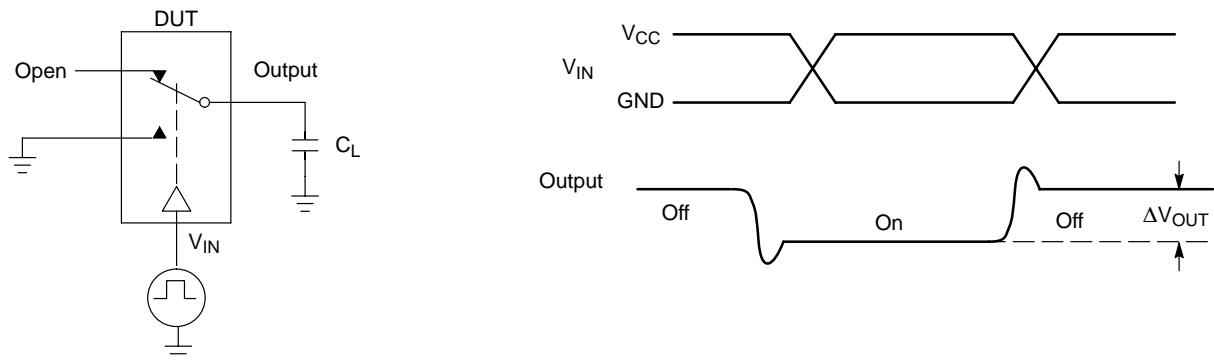 DUT
Open
Output
C_L
V_IN
V_CC
V_IN
GND
Output
Off
On
Off
ΔV_OUT